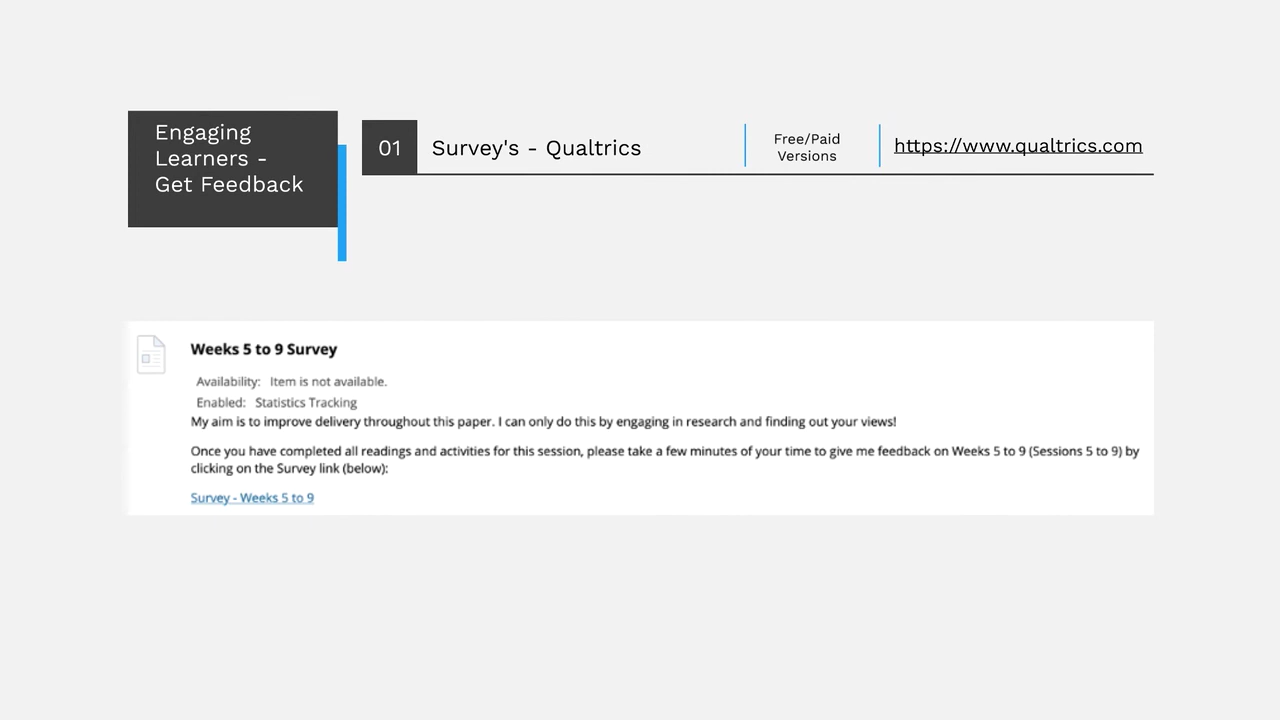 Engaging
Learners -
Get Feedback
01
Survey's - Qualtrics
Free/Paid
Versions
https://www.qualtrics.com
Weeks 5 to 9 Survey
Availability: Item is not available.
Enabled: Statistics Tracking
My aim is to improve delivery throughout this paper. I can only do this by engaging in research and finding out your views!
Once you have completed all readings and activities for this session, please take a few minutes of your time to give me feedback on Weeks 5 to 9 (Sessions 5 to 9) by
clicking on the Survey link (below):
Survey - Weeks 5 to 9